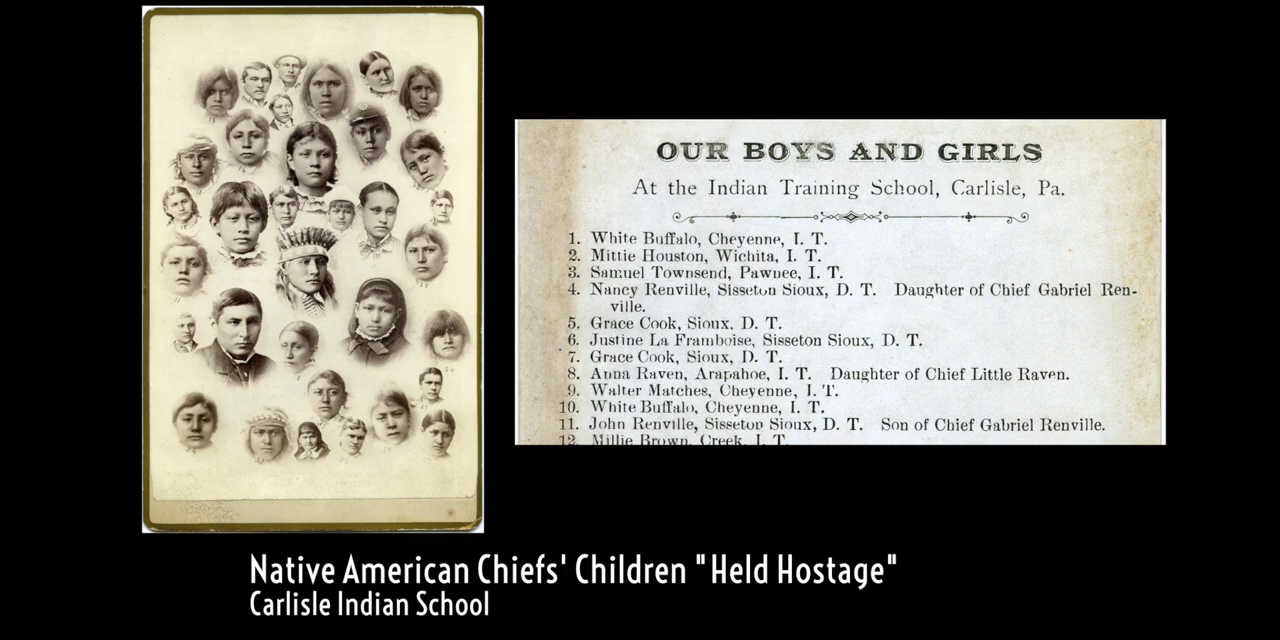 OUR BOYS AND GIRLS
At the Indian Training School, Carlisle, Pa.
1. White Buffalo, Cheyenne, I. T.
2. Mittie Houston, Wichita, I. T.
3. Samuel Townsend, Pawnee, I. T.
4. Nancy Renville, Sisseton Sioux, D. T. Daughter of Chief Gabriel Ren-
ville.
5. Grace Cook, Sioux, D. T.
6. Justine La Framboise, Sisseton Sioux, D. T.
7. Grace Cook, Sioux, D. T.
8. Anna Raven, Arapahoe, I. T. Daughter of Chief Little Raven.
9. Walter Matches, Cheyenne, I. T.
10. White Buffalo, Cheyenne, I. T.
11. John Renville, Sisseton Sioux, D. T. Son of Chief Gabriel Renville.
12. Millie Brown, Creek, I. T.
Native American Chiefs' Children "Held Hostage"
Carlisle Indian School